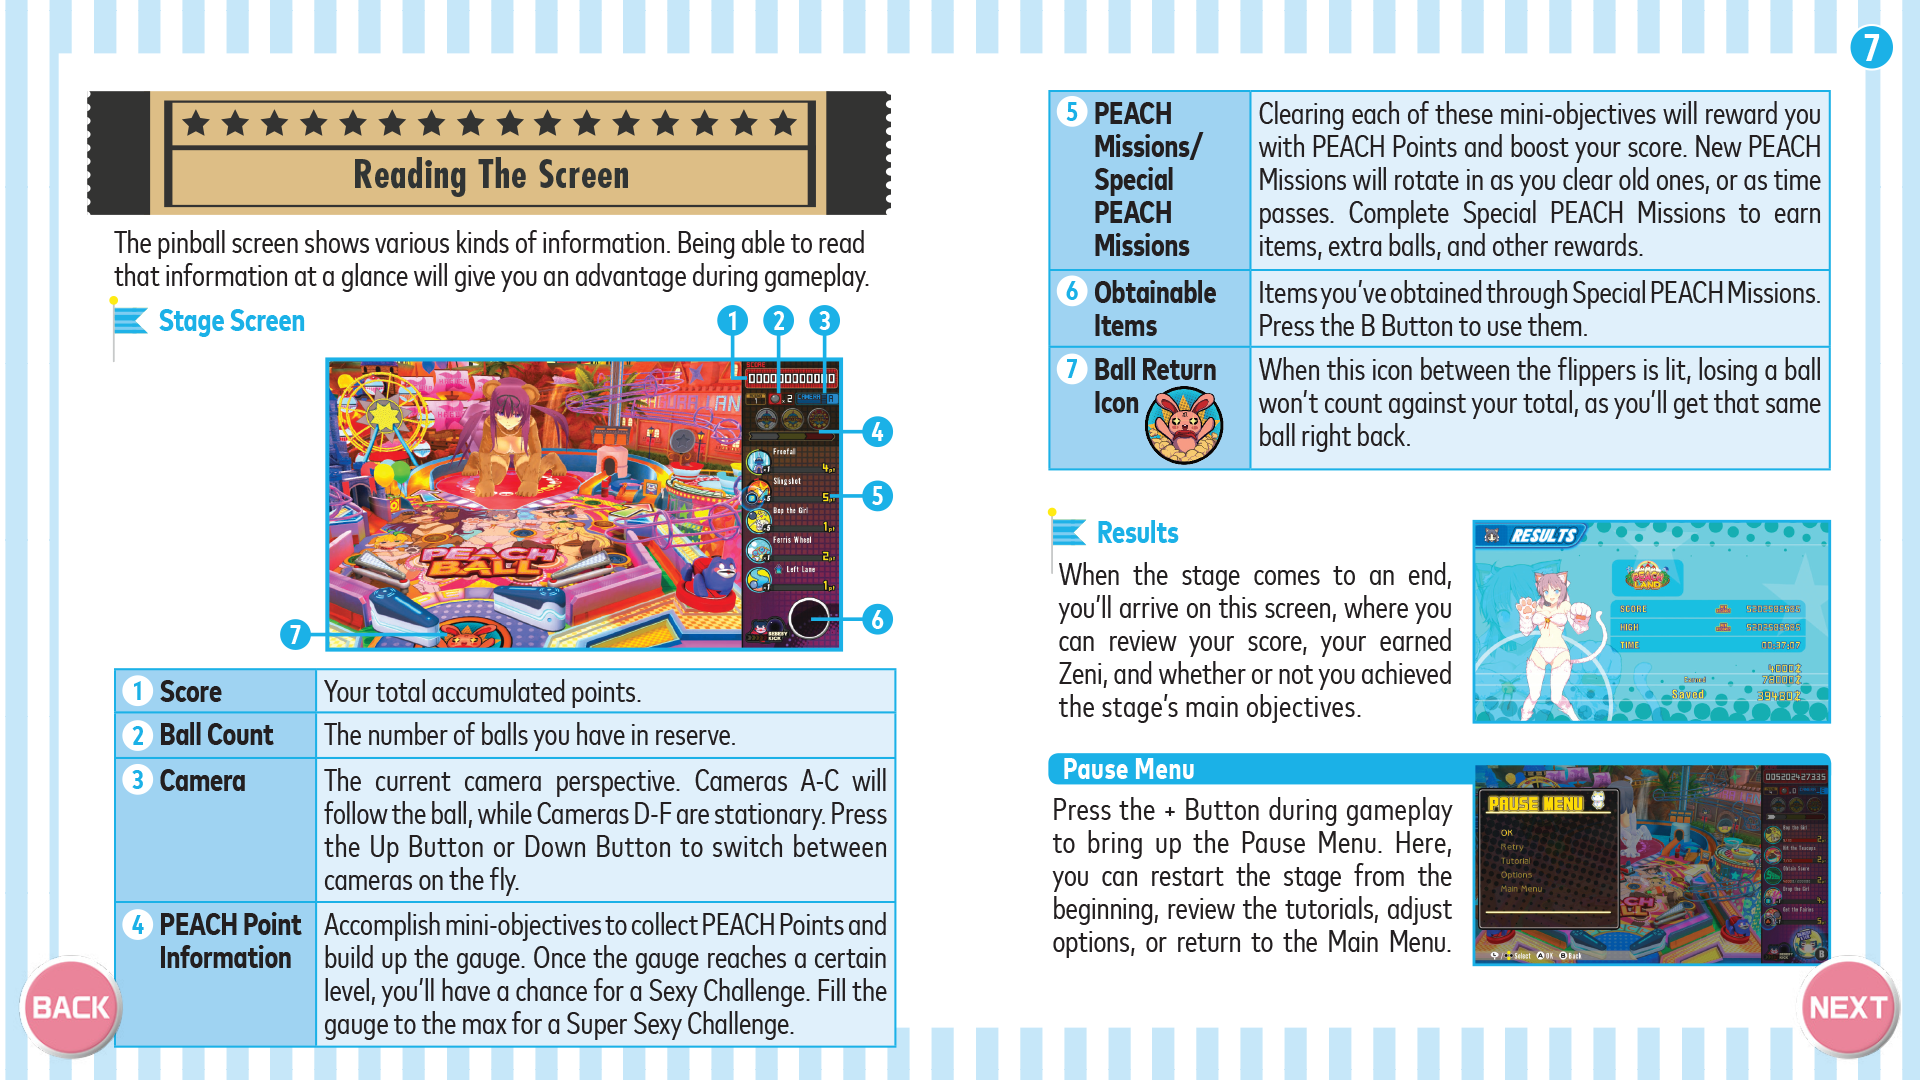 7
Reading The Screen
The pinball screen shows various kinds of information. Being able to read
that information at a glance will give you an advantage during gameplay.
Stage Screen
1 2 3
SCORE
000000000000
CAMERA A
4
Freefal
4pt
Slingshot
5pt
5
Bop the Girl
1pt
Ferris Wheel
2pt
Left Lane
1pt
PEACH
BALL
6
7
1 Score
Your total accumulated points.
2 Ball Count
The number of balls you have in reserve.
3 Camera
The current camera perspective. Cameras A-C will
follow the ball, while Cameras D-F are stationary. Press
the Up Button or Down Button to switch between
cameras on the fly.
4 PEACH Point
Information
Accomplish mini-objectives to collect PEACH Points and
build up the gauge. Once the gauge reaches a certain
level, you'll have a chance for a Sexy Challenge. Fill the
gauge to the max for a Super Sexy Challenge.
5 PEACH
Missions/
Special
PEACH
Missions
Clearing each of these mini-objectives will reward you
with PEACH Points and boost your score. New PEACH
Missions will rotate in as you clear old ones, or as time
passes. Complete Special PEACH Missions to earn
items, extra balls, and other rewards.
6 Obtainable
Items
Items you've obtained through Special PEACH Missions.
Press the B Button to use them.
7 Ball Return
Icon
When this icon between the flippers is lit, losing a ball
won't count against your total, as you'll get that same
ball right back.
Results
When the stage comes to an end,
you'll arrive on this screen, where you
can review your score, your earned
Zeni, and whether or not you achieved
the stage's main objectives.
RESULTS
PEACH
LAND
SCORE
HIGH
TIME
Saved
Pause Menu
Press the + Button during gameplay
to bring up the Pause Menu. Here,
you can restart the stage from the
beginning, review the tutorials, adjust
options, or return to the Main Menu.
005202427335
PAUSE MENU
OK
Retry
Tutorial
Options
Main Menu
Select A OK B Back
BACK
NEXT